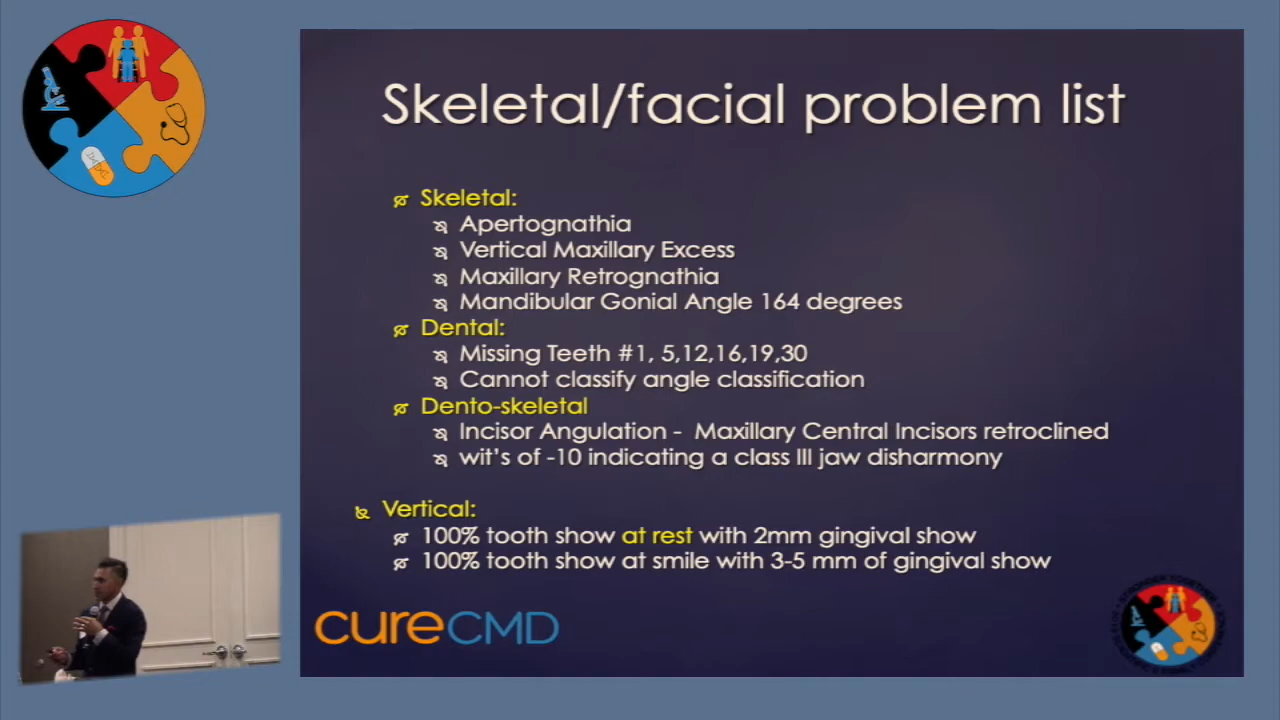 Skeletal/facial problem list
Skeletal:
Apertognathia
Vertical Maxillary Excess
Maxillary Retrognathia
Mandibular Gonial Angle 164 degrees
Dental:
Missing Teeth #1, 5,12,16,19,30
Cannot classify angle classification
Dento-skeletal
Incisor Angulation - Maxillary Central Incisors retroclined
wit's of -10 indicating a class III jaw disharmony
Vertical:
100% tooth show at rest with 2mm gingival show
100% tooth show at smile with 3-5 mm of gingival show
cureCMD
STRONGER TOGETHER